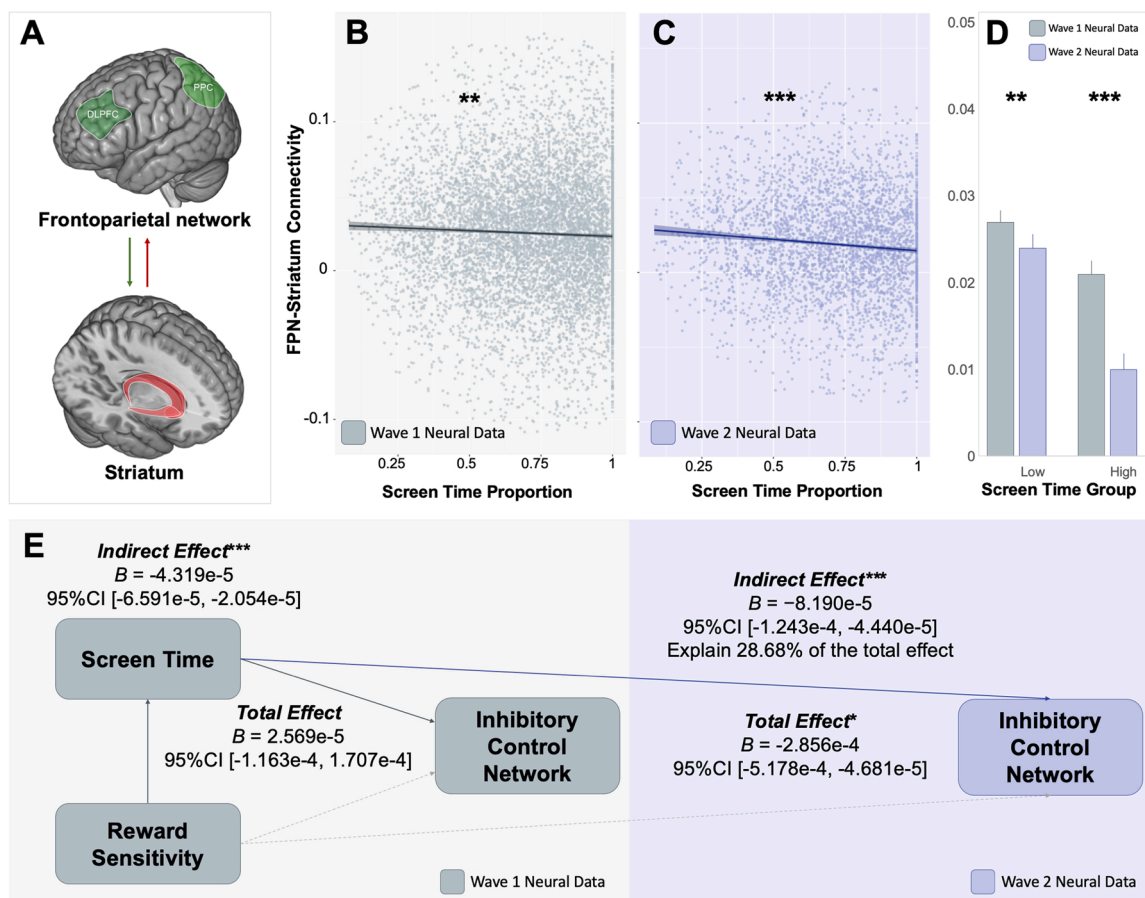 A
DLPFC
PPC
Frontoparietal network
Striatum
B
**
FPN-Striatum Connectivity
0.1
0
-0.1
Wave 1 Neural Data
0.25
0.5
0.75
1
Screen Time Proportion
C
***
Wave 2 Neural Data
0.25
0.5
0.75
1
Screen Time Proportion
D
Wave 1 Neural Data
Wave 2 Neural Data
0.05
0.04
0.03
0.02
0.01
0
**
***
Low
High
Screen Time Group
E
Indirect Effect***
B = -4.319e-5
95%CI [-6.591e-5, -2.054e-5]
Screen Time
Total Effect
B = 2.569e-5
95%CI [-1.163e-4, 1.707e-4]
Inhibitory
Control
Network
Reward
Sensitivity
Wave 1 Neural Data
Indirect Effect***
B = −8.190e-5
95%CI [-1.243e-4, -4.440e-5]
Explain 28.68% of the total effect
Total Effect*
B = -2.856e-4
95%CI [-5.178e-4, -4.681e-5]
Inhibitory
Control
Network
Wave 2 Neural Data